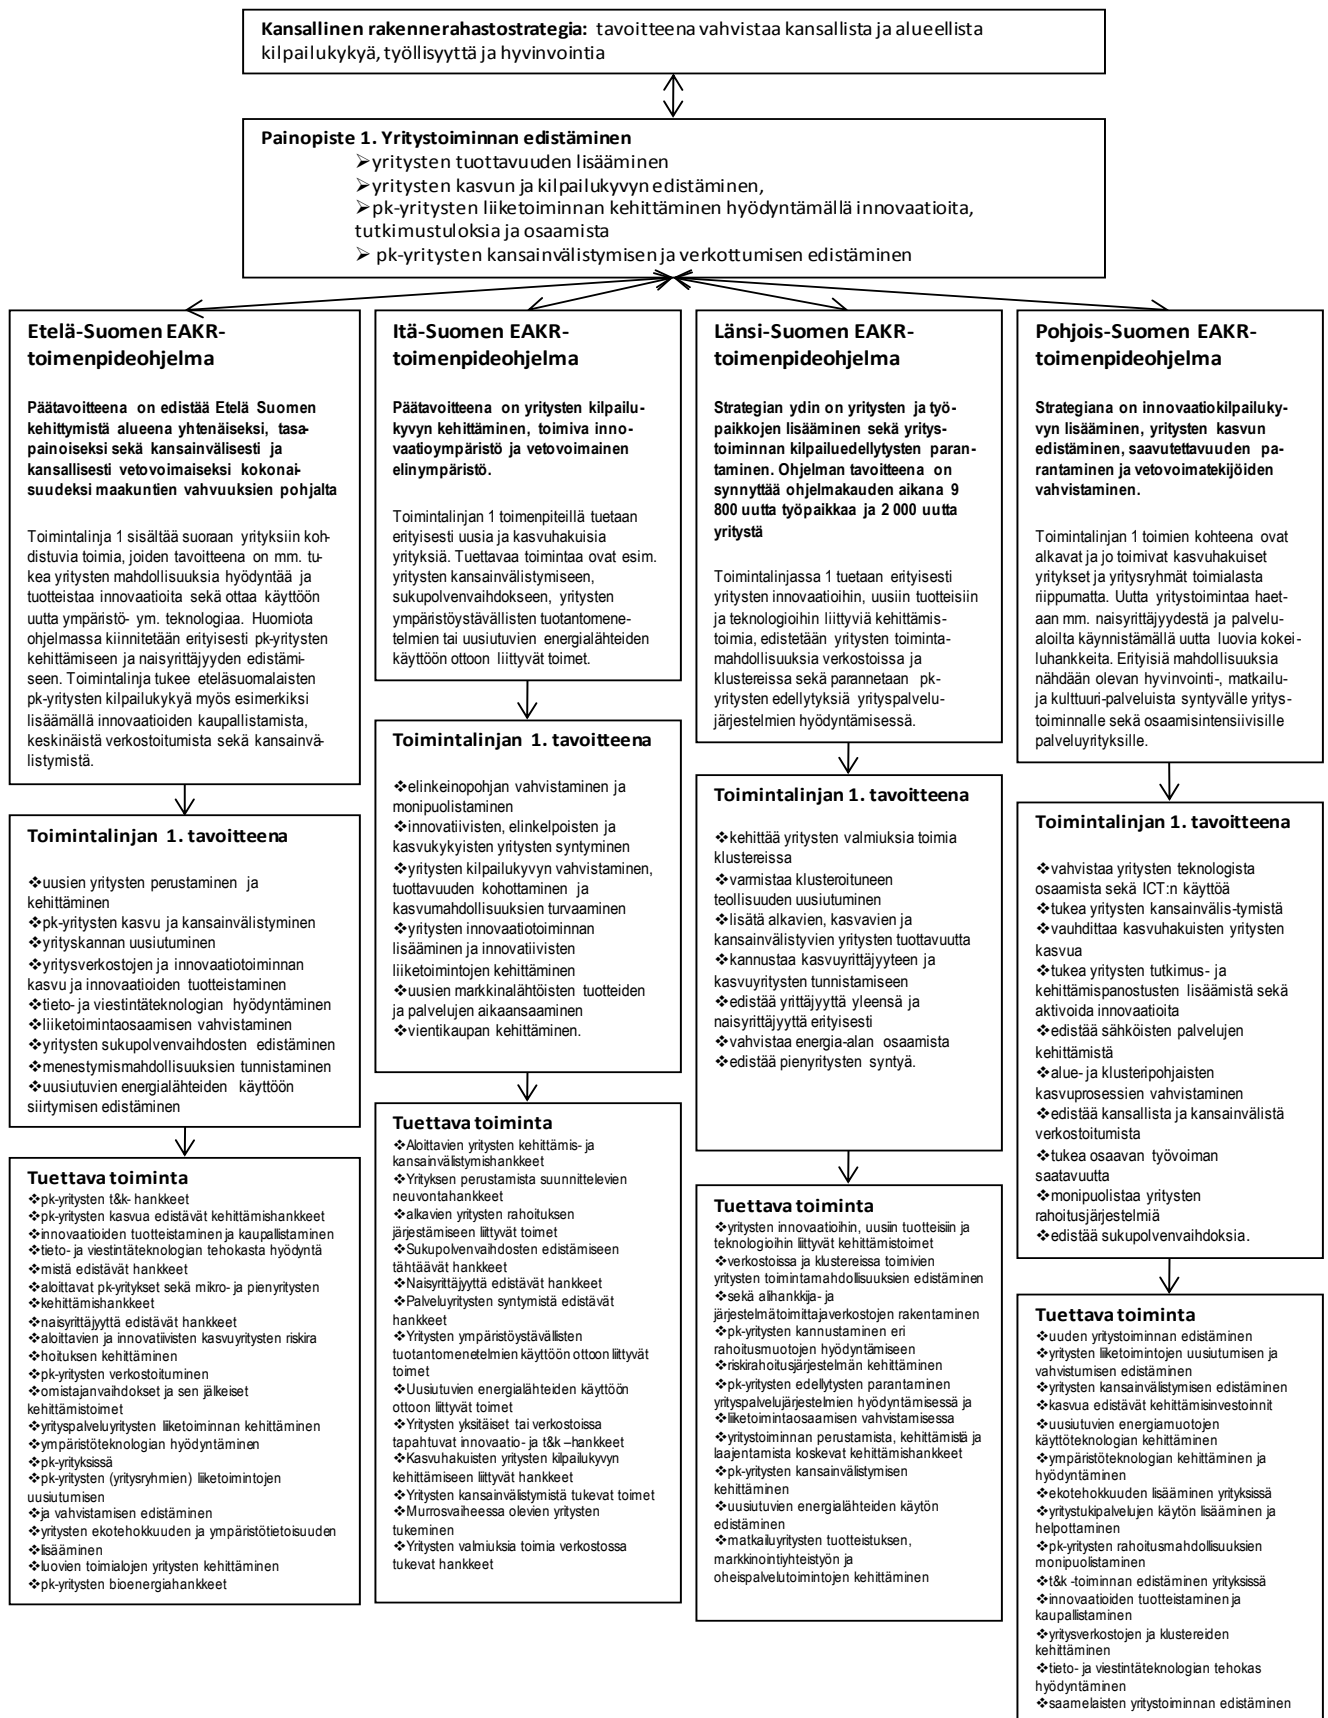 Kansallinen rakennerahastostrategia: tavoitteena vahvistaa kansallista ja alueellista
kilpailukykyä, työllisyyttä ja hyvinvointia
Painopiste 1. Yritystoiminnan edistäminen
➢yritysten tuottavuuden lisääminen
➢yritysten kasvun ja kilpailukyvyn edistäminen,
➢pk-yritysten liiketoiminnan kehittäminen hyödyntämällä innovaatioita,
tutkimustuloksia ja osaamista
➢ pk-yritysten kansainvälistymisen ja verkottumisen edistäminen
Etelä-Suomen EAKR-
toimenpideohjelma
Päätavoitteena on edistää Etelä Suomen
kehittymistä alueena yhtenäiseksi, tasa-
painoiseksi sekä kansainvälisesti ja
kansallisesti vetovoimaiseksi kokonai-
suudeksi maakuntien vahvuuksien pohjalta
Toimintalinja 1 sisältää suoraan yrityksiin koh-
distuvia toimia, joiden tavoitteena on mm. tu-
kea yritysten mahdollisuuksia hyödyntää ja
tuotteistaa innovaatioita sekä ottaa käyttöön
uutta ympäristö- ym. teknologiaa. Huomiota
ohjelmassa kiinnitetään erityisesti pk-yritysten
kehittämiseen ja naisyrittäjyyden edistämi-
seen. Toimintalinja tukee eteläsuomalaisten
pk-yritysten kilpailukykyä myös esimerkiksi
lisäämällä innovaatioiden kaupallistamista,
keskinäistä verkostoitumista sekä kansainvä-
listymistä.
Toimintalinjan 1. tavoitteena
❖uusien yritysten perustaminen ja
kehittäminen
❖pk-yritysten kasvu ja kansainvälistyminen
❖yrityskannan uusiutuminen
❖yritysverkostojen ja innovaatiotoiminnan
kasvu ja innovaatioiden tuotteistaminen
❖tieto- ja viestintäteknologian hyödyntäminen
❖liiketoimintaosaamisen vahvistaminen
❖yritysten sukupolvenvaihdosten edistäminen
❖menestymismahdollisuuksien tunnistaminen
❖uusiutuvien energialähteiden käyttöön
siirtymisen edistäminen
Tuettava toiminta
❖pk-yritysten t&k- hankkeet
❖pk-yritysten kasvua edistävät kehittämishankkeet
❖innovaatioiden tuotteistaminen ja kaupallistaminen
❖tieto- ja viestintäteknologian tehokasta hyödyntä
❖mistä edistävät hankkeet
❖aloittavat pk-yritykset sekä mikro- ja pienyritysten
❖kehittämishankkeet
❖naisyrittäjyyttä edistävät hankkeet
❖aloittavien ja innovatiivisten kasvuyritysten riskira
❖hoituksen kehittäminen
❖pk-yritysten verkostoituminen
❖omistajanvaihdokset ja sen jälkeiset
kehittämistoimet
❖yrityspalveluyritysten liiketoiminnan kehittäminen
❖ympäristöteknologian hyödyntäminen
❖pk-yrityksissä
❖pk-yritysten (yritysryhmien) liiketoimintojen
uusiutumisen
❖ja vahvistamisen edistäminen
❖yritysten ekotehokkuuden ja ympäristötietoisuuden
❖lisääminen
❖luovien toimialojen yritysten kehittäminen
❖pk-yritysten bioenergiahankkeet
Itä-Suomen EAKR-
toimenpideohjelma
Päätavoitteena on yritysten kilpailu-
kyvyn kehittäminen, toimiva inno-
vaatioympäristö ja vetovoimainen
elinympäristö.
Toimintalinjan 1 toimenpiteillä tuetaan
erityisesti uusia ja kasvuhakuisia
yrityksiä. Tuettavaa toimintaa ovat esim.
yritysten kansainvälistymiseen,
sukupolvenvaihdokseen, yritysten
ympäristöystävällisten tuotantomene-
telmien tai uusiutuvien energialähteiden
käyttöön ottoon liittyvät toimet.
Toimintalinjan 1. tavoitteena
❖elinkeinopohjan vahvistaminen ja
monipuolistaminen
❖innovatiivisten, elinkelpoisten ja
kasvukykyisten yritysten syntyminen
❖yritysten kilpailukyvyn vahvistaminen,
tuottavuuden kohottaminen ja
kasvumahdollisuuksien turvaaminen
❖yritysten innovaatiotoiminnan
lisääminen ja innovatiivisten
liiketoimintojen kehittäminen
❖uusien markkinalähtöisten tuotteiden
ja palvelujen aikaansaaminen
❖vientikaupan kehittäminen.
Tuettava toiminta
❖Aloittavien yritysten kehittämis- ja
kansainvälistymishankkeet
❖Yrityksen perustamista suunnittelevien
neuvontahankkeet
❖alkavien yritysten rahoituksen
järjestämiseen liittyvät toimet
❖Sukupolvenvaihdosten edistämiseen
tähtäävät hankkeet
❖Naisyrittäjyyttä edistävät hankkeet
❖Palveluyritysten syntymistä edistävät
hankkeet
❖Yritysten ympäristöystävällisten
tuotantomenetelmien käyttöön ottoon liittyvät
toimet
❖Uusiutuvien energialähteiden käyttöön
ottoon liittyvät toimet
❖Yritysten yksitäiset tai verkostoissa
tapahtuvat innovaatio- ja t&k –hankkeet
❖Kasvuhakuisten yritysten kilpailukyvyn
kehittämiseen liittyvät hankkeet
❖Yritysten kansainvälistymistä tukevat toimet
❖Murrosvaiheessa olevien yritysten
tukeminen
❖Yritysten valmiuksia toimia verkostossa
tukevat hankkeet
Länsi-Suomen EAKR-
toimenpideohjelma
Strategian ydin on yritysten ja työ-
paikkojen lisääminen sekä yritys-
toiminnan kilpailuedellytysten paran-
taminen. Ohjelman tavoitteena on
synnyttää ohjelmakauden aikana 9
800 uutta työpaikkaa ja 2 000 uutta
yritystä
Toimintalinjassa 1 tuetaan erityisesti
yritysten innovaatioihin, uusiin tuotteisiin
ja teknologioihin liittyviä kehittämis-
toimia, edistetään yritysten toiminta-
mahdollisuuksia verkostoissa ja
klustereissa sekä parannetaan pk-
yritysten edellytyksiä yrityspalvelu-
järjestelmien hyödyntämisessä.
Toimintalinjan 1. tavoitteena
❖kehittää yritysten valmiuksia toimia
klustereissa
❖varmistaa klusteroituneen
teollisuuden uusiutuminen
❖lisätä alkavien, kasvavien ja
kansainvälistyvien yritysten tuottavuutta
❖kannustaa kasvuyrittäjyyteen ja
kasvuyritysten tunnistamiseen
❖edistää yrittäjyyttä yleensä ja
naisyrittäjyyttä erityisesti
❖vahvistaa energia-alan osaamista
❖edistää pienyritysten syntyä.
Tuettava toiminta
❖yritysten innovaatioihin, uusiin tuotteisiin ja
teknologioihin liittyvät kehittämistoimet
❖verkostoissa ja klustereissa toimivien
yritysten toimintamahdollisuuksien edistäminen
❖sekä alihankkija- ja
järjestelmätoimittajaverkostojen rakentaminen
❖pk-yritysten kannustaminen eri
rahoitusmuotojen hyödyntämiseen
❖riskirahoitusjärjestelmän kehittäminen
❖pk-yritysten edellytysten parantaminen
yrityspalvelujärjestelmien hyödyntämisessä ja
❖liiketoimintaosaamisen vahvistamisessa
❖yritystoiminnan perustamista, kehittämistä ja
laajentamista koskevat kehittämishankkeet
❖pk-yritysten kansainvälistymisen
kehittäminen
❖uusiutuvien energialähteiden käytön
edistäminen
❖matkailuyritysten tuotteistuksen,
markkinointiyhteistyön ja
oheispalvelutoimintojen kehittäminen
Pohjois-Suomen EAKR-
toimenpideohjelma
Strategiana on innovaatiokilpailuky-
vyn lisääminen, yritysten kasvun
edistäminen, saavutettavuuden pa-
rantaminen ja vetovoimatekijöiden
vahvistaminen.
Toimintalinjan 1 toimien kohteena ovat
alkavat ja jo toimivat kasvuhakuiset
yritykset ja yritysryhmät toimialasta
riippumatta. Uutta yritystoimintaa haet-
aan mm. naisyrittäjyydestä ja palvelu-
aloilta käynnistämällä uutta luovia kokei-
luhankkeita. Erityisiä mahdollisuuksia
nähdään olevan hyvinvointi-, matkailu-
ja kulttuuri-palveluista syntyvälle yritys-
toiminnalle sekä osaamisintensiivisille
palveluyrityksille.
Toimintalinjan 1. tavoitteena
❖vahvistaa yritysten teknologista
osaamista sekä ICT:n käyttöä
❖tukea yritysten kansainvälis-tymistä
❖vauhdittaa kasvuhakuisten yritysten
kasvua
❖tukea yritysten tutkimus- ja
kehittämispanostusten lisäämistä sekä
aktivoida innovaatioita
❖edistää sähköisten palvelujen
kehittämistä
❖alue- ja klusteripohjaisten
kasvuprosessien vahvistaminen
❖edistää kansallista ja kansainvälistä
verkostoitumista
❖tukea osaavan työvoiman
saatavuutta
❖monipuolistaa yritysten
rahoitusjärjestelmiä
❖edistää sukupolvenvaihdoksia.
Tuettava toiminta
❖uuden yritystoiminnan edistäminen
❖yritysten liiketoimintojen uusiutumisen ja
vahvistumisen edistäminen
❖yritysten kansainvälistymisen edistäminen
❖kasvua edistävät kehittämisinvestoinnit
❖uusiutuvien energiamuotojen
käyttöteknologian kehittäminen
❖ympäristöteknologian kehittäminen ja
hyödyntäminen
❖ekotehokkuuden lisääminen yrityksissä
❖yritystukipalvelujen käytön lisääminen ja
helpottaminen
❖pk-yritysten rahoitusmahdollisuuksien
monipuolistaminen
❖t&k -toiminnan edistäminen yrityksissä
❖innovaatioiden tuotteistaminen ja
kaupallistaminen
❖yritysverkostojen ja klustereiden
kehittäminen
❖tieto- ja viestintäteknologian tehokas
hyödyntäminen
❖saamelaisten yritystoiminnan edistäminen